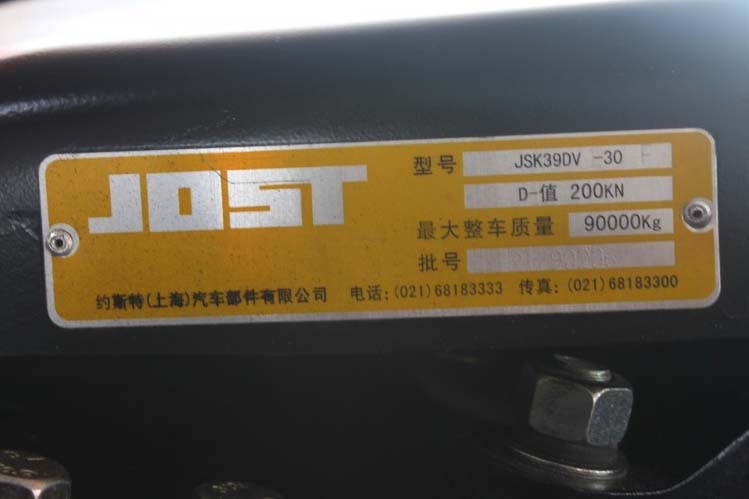 JOST
型号 JSK39DV -30
D-值 200KN
最大整车质量 90000Kg
批号
约斯特(上海)汽车部件有限公司 电话:(021)68183333 传真:(021)68183300